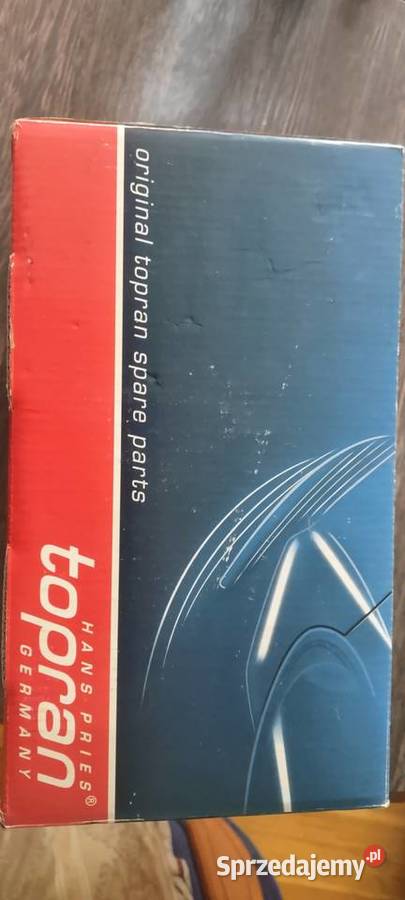 original topran spare parts
HANS PRIES®
topran
GERMANY
Sprzedajemy.pl